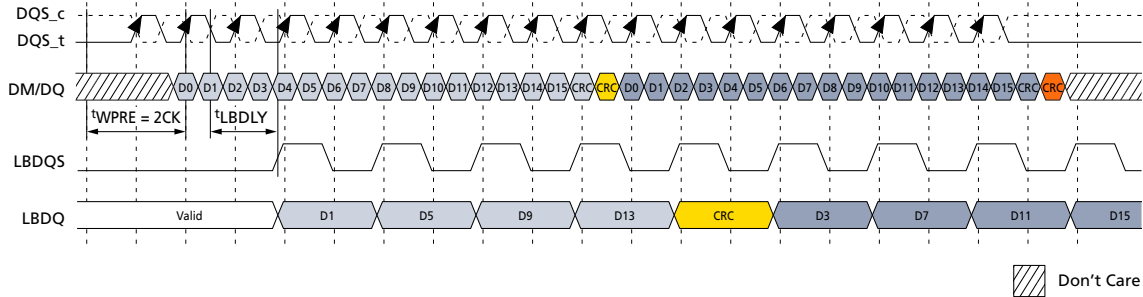 DQS_c
DQS_t
DM/DQ D0 D1 D2 D3 D4 D5 D6 D7 D8 D9 D10 D11 D12 D13 D14 D15 CRC CRC D0 D1 D2 D3 D4 D5 D6 D7 D8 D9 D10 D11 D12 D13 D14 D15 CRC CRC
tWPRE = 2CK tLBDLY
LBDQS
LBDQ Valid D1 D5 D9 D13 CRC D3 D7 D11 D15
Don't Care